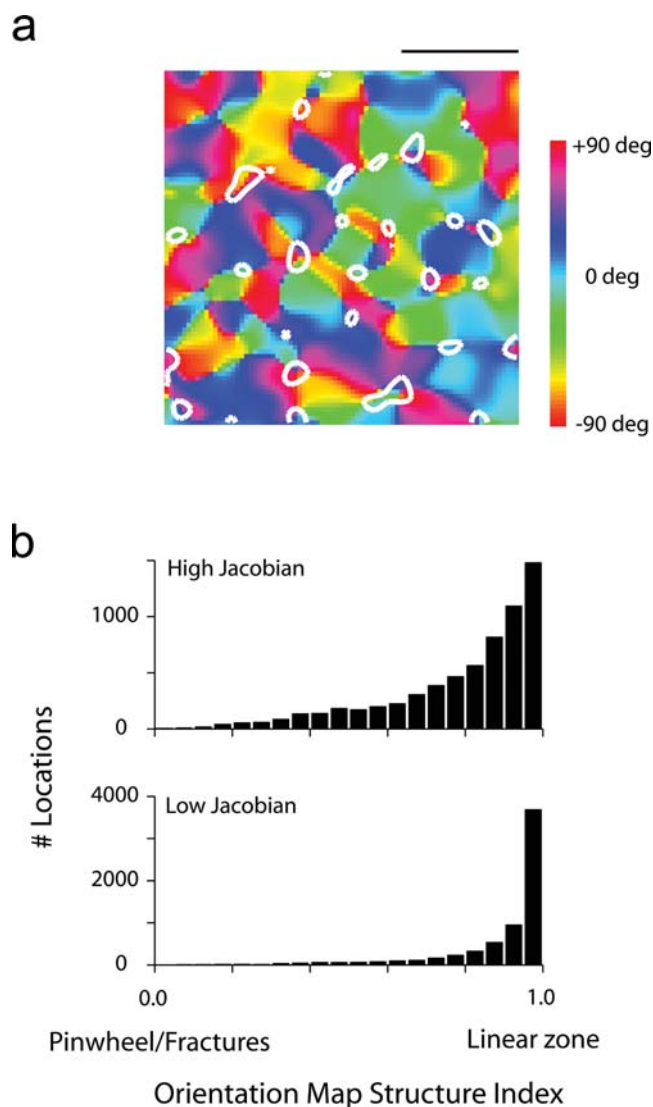 a
+90 deg
0 deg
-90 deg
b
High Jacobian
1000
0
Low Jacobian
4000
2000
0
# Locations
0.0 1.0
Pinwheel/Fractures Linear zone
Orientation Map Structure Index